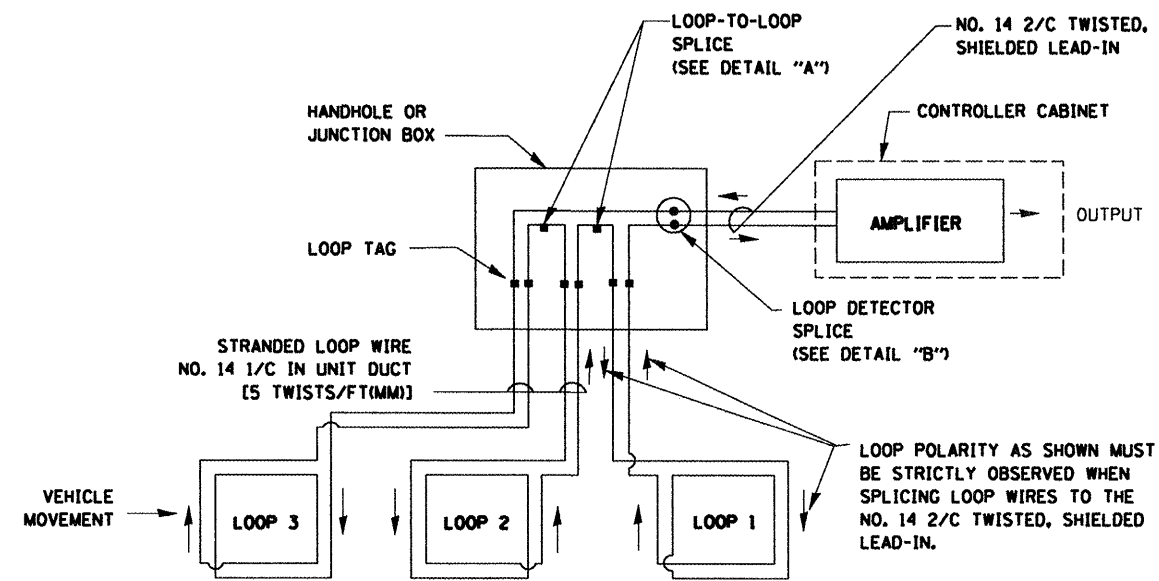 LOOP-TO-LOOP
SPLICE
(SEE DETAIL "A")
NO. 14 2/C TWISTED,
SHIELDED LEAD-IN
HANDHOLE OR
JUNCTION BOX
CONTROLLER CABINET
AMPLIFIER
OUTPUT
LOOP TAG
LOOP DETECTOR
SPLICE
(SEE DETAIL "B")
STRANDED LOOP WIRE
NO. 14 1/C IN UNIT DUCT
[5 TWISTS/FT(MM)]
LOOP POLARITY AS SHOWN MUST
BE STRICTLY OBSERVED WHEN
SPLICING LOOP WIRES TO THE
NO. 14 2/C TWISTED, SHIELDED
LEAD-IN.
VEHICLE
MOVEMENT
LOOP 3
LOOP 2
LOOP 1